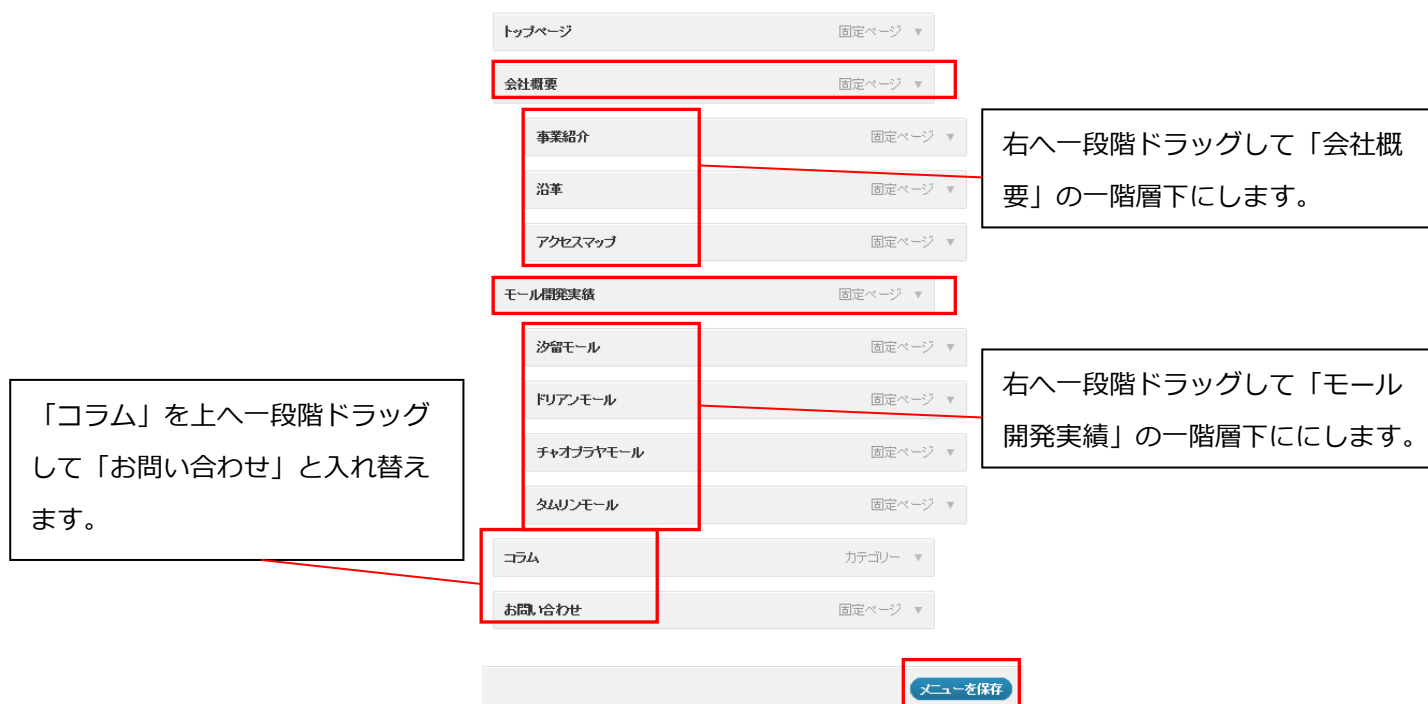 トップページ 固定ページ ▼
会社概要 固定ページ ▼
事業紹介 固定ページ ▼
沿革 固定ページ ▼
アクセスマップ 固定ページ ▼
右へ一段階ドラッグして「会社概
要」の一階層下にします。
モール開発実績 固定ページ ▼
汐留モール 固定ページ ▼
ドリアンモール 固定ページ ▼
チャオプラヤモール 固定ページ ▼
タムリンモール 固定ページ ▼
右へ一段階ドラッグして「モール
開発実績」の一階層下ににします。
「コラム」を上へ一段階ドラッグ
して「お問い合わせ」と入れ替え
ます。
コラム カテゴリー ▼
お問い合わせ 固定ページ ▼
メニューを保存